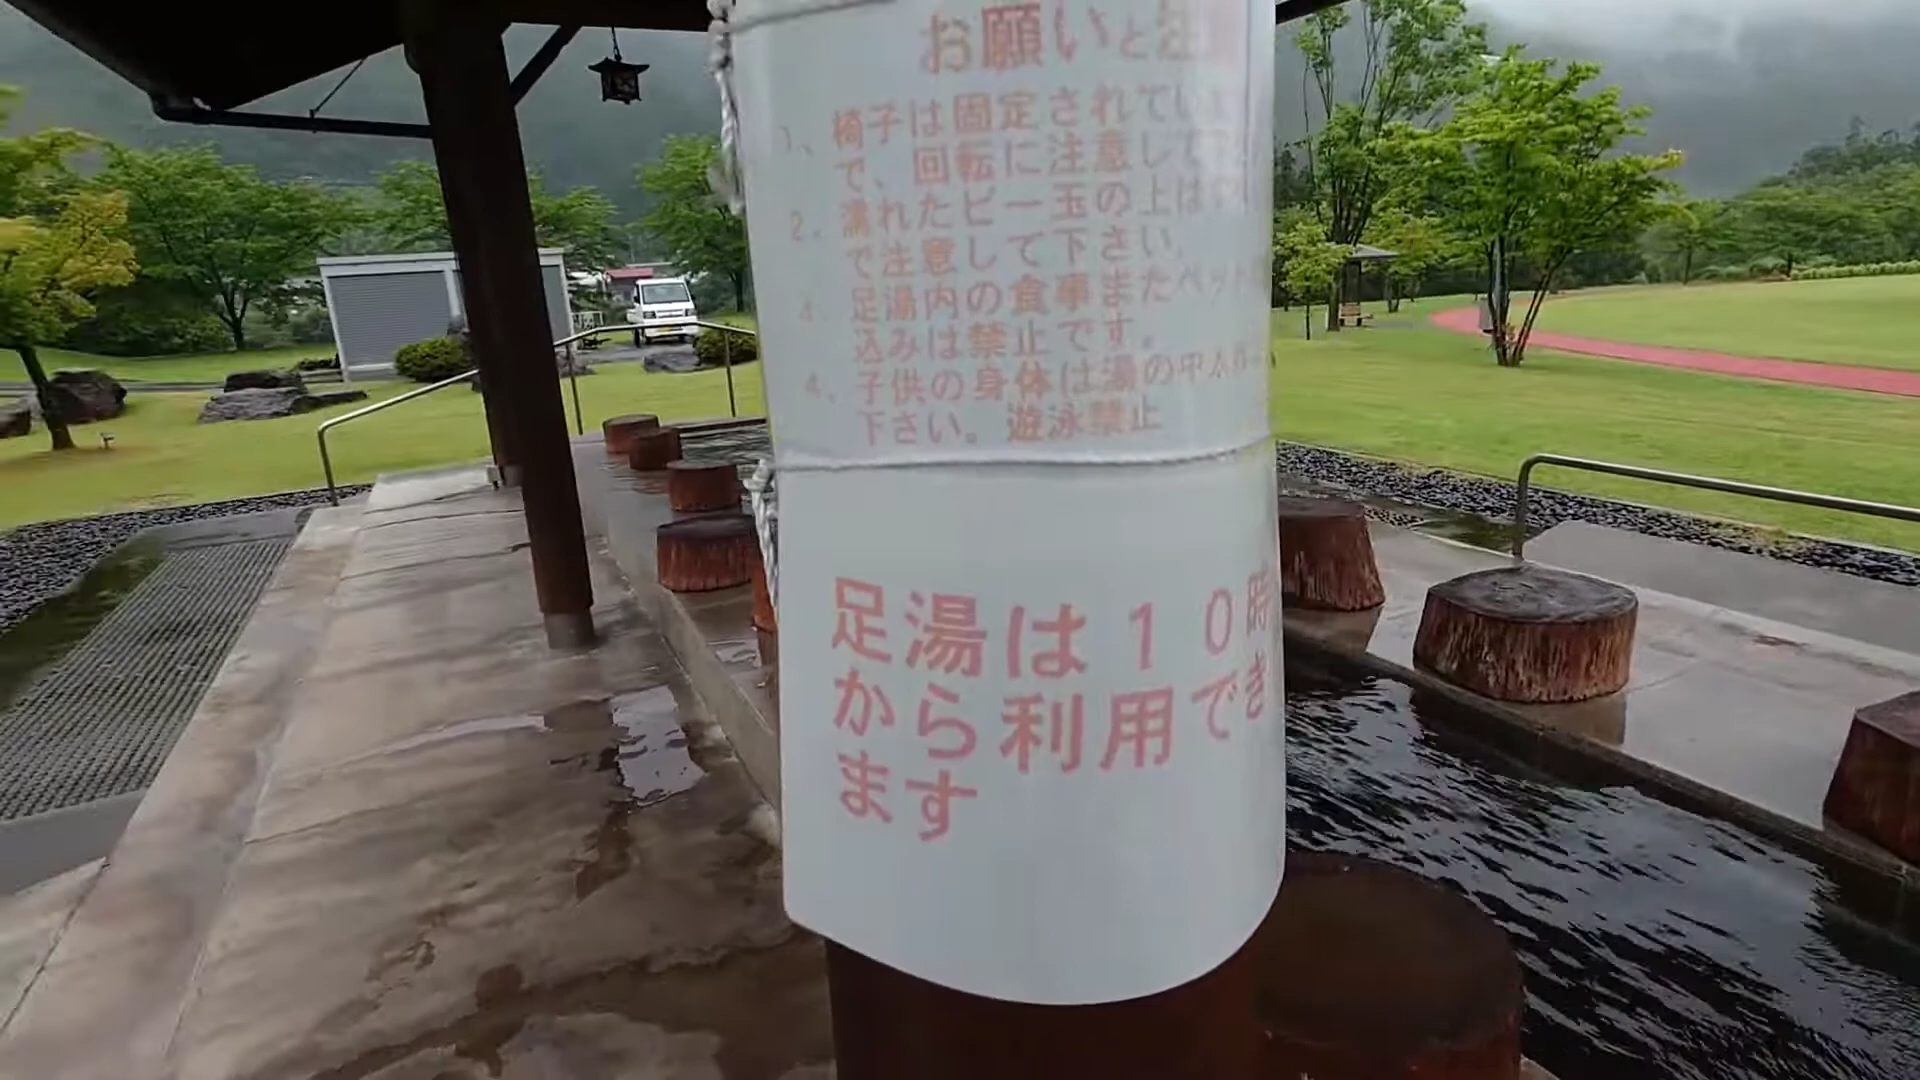 お願いと
1、椅子は固定されてい
で、回転に注意して
2、濡れたビー玉の上は
で注意して下さい。
4、足湯内の食事またペット
込みは禁止です。
4、子供の身体は湯の中
下さい。遊泳禁止
足湯は10時
から利用でき
ます